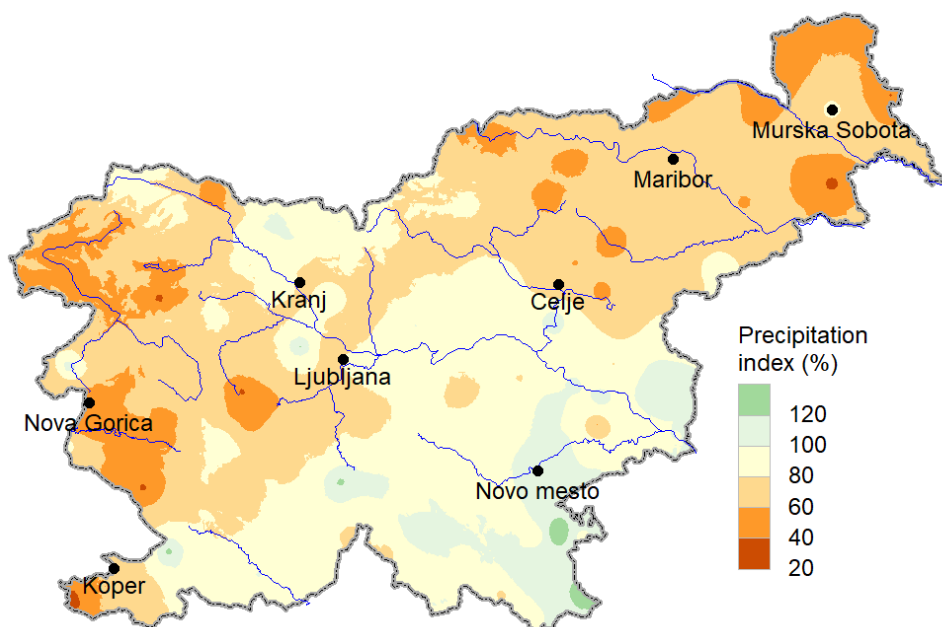 Murska Sobota
Maribor
Kranj
Celje
Ljubljana
Nova Gorica
Novo mesto
Koper
Precipitation
index (%)
120
100
80
60
40
20